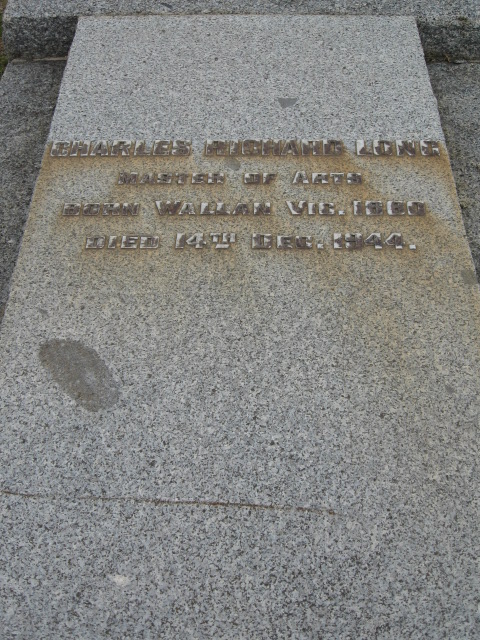 CHARLES RICHARD LONG
MASTER OF ARTS
BORN WALLAN VIC. 1860
DIED 14TH DEC. 1944.